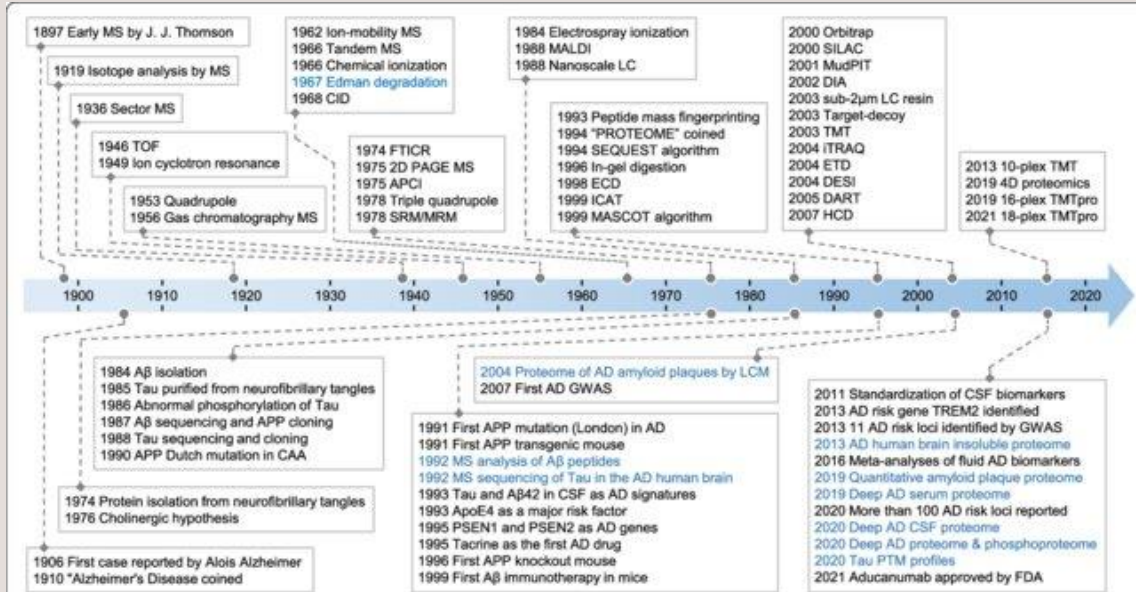 1897 Early MS by J. J. Thomson
1919 Isotope analysis by MS
1936 Sector MS
1946 TOF
1949 Ion cyclotron resonance
1953 Quadrupole
1956 Gas chromatography MS
1962 Ion-mobility MS
1966 Tandem MS
1966 Chemical ionization
1967 Edman degradation
1968 CID
1974 FTICR
1975 2D PAGE MS
1975 APCI
1978 Triple quadrupole
1978 SRM/MRM
1984 Electrospray ionization
1988 MALDI
1988 Nanoscale LC
1993 Peptide mass fingerprinting
1994 "PROTEOME" coined
1994 SEQUEST algorithm
1996 In-gel digestion
1998 ECD
1999 ICAT
1999 MASCOT algorithm
2000 Orbitrap
2000 SILAC
2001 MudPIT
2002 DIA
2003 sub-2µm LC resin
2003 Target-decoy
2003 TMT
2004 iTRAQ
2004 ETD
2004 DESI
2005 DART
2007 HCD
2013 10-plex TMT
2019 4D proteomics
2019 16-plex TMTpro
2021 18-plex TMTpro
1900 1910 1920 1930 1940 1950 1960 1970 1980 1990 2000 2010 2020
1984 Aβ isolation
1985 Tau purified from neurofibrillary tangles
1986 Abnormal phosphorylation of Tau
1987 Aβ sequencing and APP cloning
1988 Tau sequencing and cloning
1990 APP Dutch mutation in CAA
1974 Protein isolation from neurofibrillary tangles
1976 Cholinergic hypothesis
1906 First case reported by Alois Alzheimer
1910 "Alzheimer's Disease coined
2004 Proteome of AD amyloid plaques by LCM
2007 First AD GWAS
1991 First APP mutation (London) in AD
1991 First APP transgenic mouse
1992 MS analysis of Aβ peptides
1992 MS sequencing of Tau in the AD human brain
1993 Tau and Aβ42 in CSF as AD signatures
1993 ApoE4 as a major risk factor
1995 PSEN1 and PSEN2 as AD genes
1995 Tacrine as the first AD drug
1996 First APP knockout mouse
1999 First Aβ immunotherapy in mice
2011 Standardization of CSF biomarkers
2013 AD risk gene TREM2 identified
2013 11 AD risk loci identified by GWAS
2013 AD human brain insoluble proteome
2016 Meta-analyses of fluid AD biomarkers
2019 Quantitative amyloid plaque proteome
2019 Deep AD serum proteome
2020 More than 100 AD risk loci reported
2020 Deep AD CSF proteome
2020 Deep AD proteome & phosphoproteome
2020 Tau PTM profiles
2021 Aducanumab approved by FDA